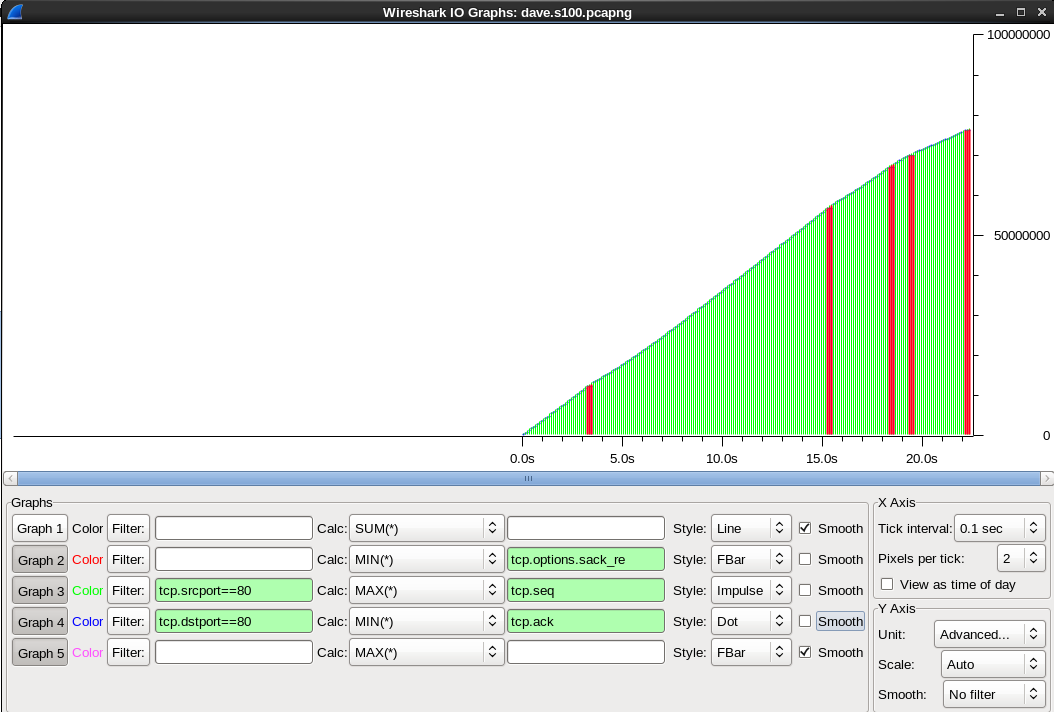 Wireshark IO Graphs: dave.s100.pcapng
100000000
50000000
0
0.0s 5.0s 10.0s 15.0s 20.0s
Graphs
Graph 1 Color Filter: Calc: SUM(*) Style: Line Smooth
Graph 2 Color Filter: Calc: MIN(*) tcp.options.sack_re Style: FBar Smooth
Graph 3 Color Filter: tcp.srcport==80 Calc: MAX(*) tcp.seq Style: Impulse Smooth
Graph 4 Color Filter: tcp.dstport==80 Calc: MIN(*) tcp.ack Style: Dot Smooth
Graph 5 Color Filter: Calc: MAX(*) Style: FBar Smooth
X Axis
Tick interval: 0.1 sec
Pixels per tick: 2
View as time of day
Y Axis
Unit: Advanced...
Scale: Auto
Smooth: No filter